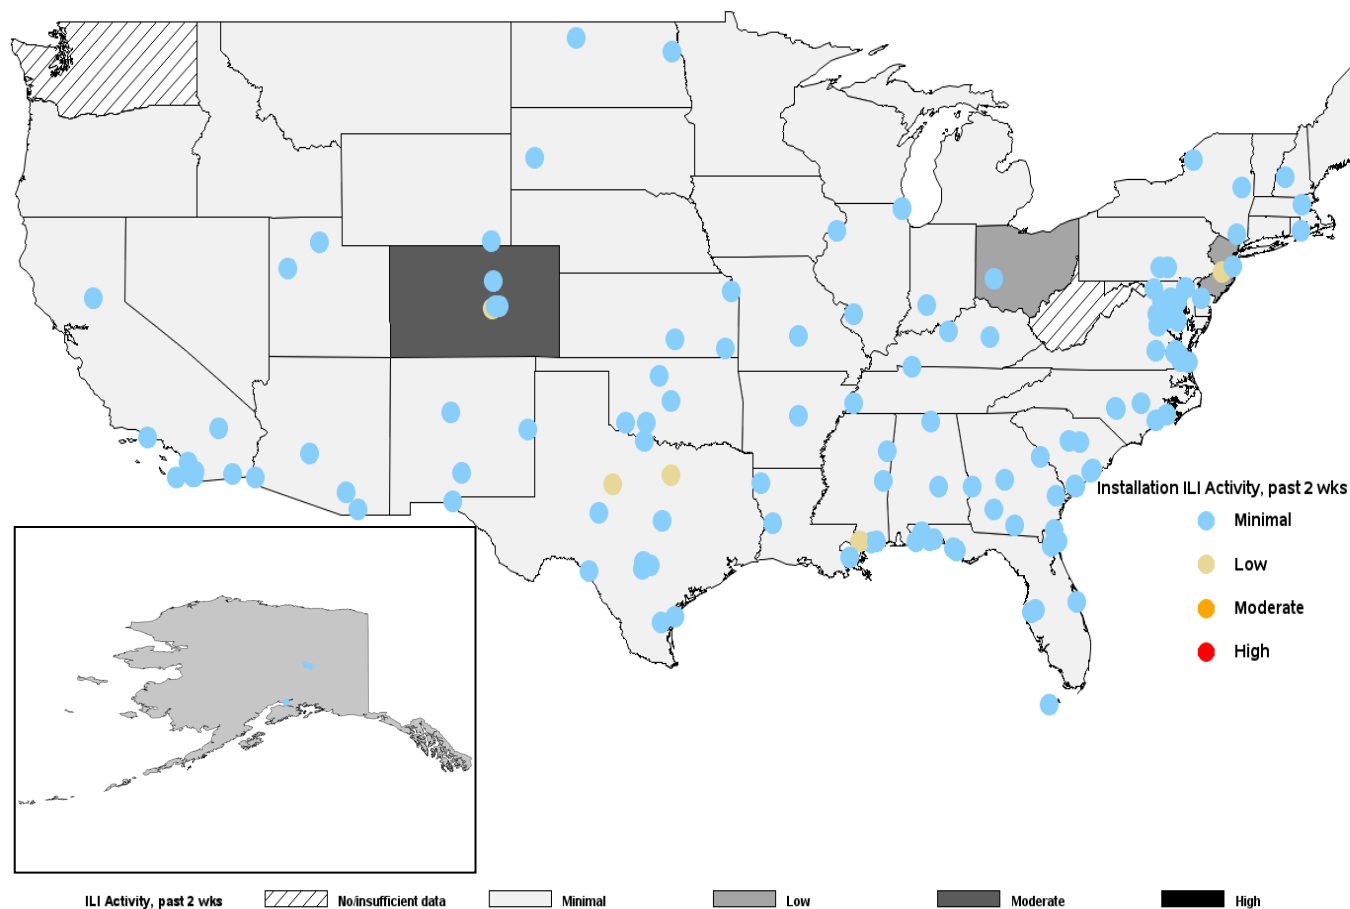 Installation ILI Activity, past 2 wks
Minimal
Low
Moderate
High
ILI Activity, past 2 wks No/insufficient data Minimal Low Moderate High